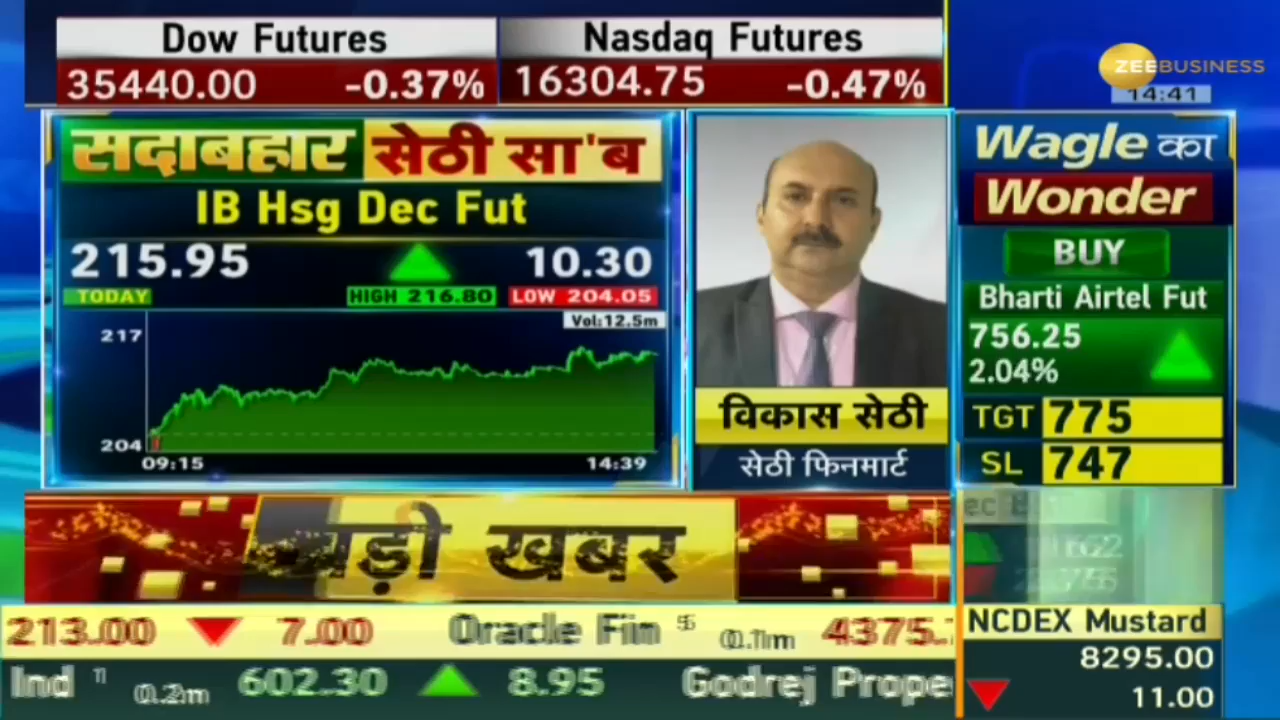 Dow Futures
35440.00 -0.37%
Nasdaq Futures
16304.75 -0.47%
ZEEBUSINESS
14:41
सदाबहार सेठी सा'ब
IB Hsg Dec Fut
215.95 10.30
TODAY HIGH 216.80 LOW 204.05
Vol:12.5m
217
204
09:15 14:39
विकास सेठी
सेठी फिनमार्ट
Wagle का
Wonder
BUY
Bharti Airtel Fut
756.25
2.04%
TGT 775
SL 747
खबर
213.00 7.00 Oracle Fin 0.11m 4375.
Ind 0.2m 602.30 8.95 Godrej Prope
NCDEX Mustard
8295.00
11.00